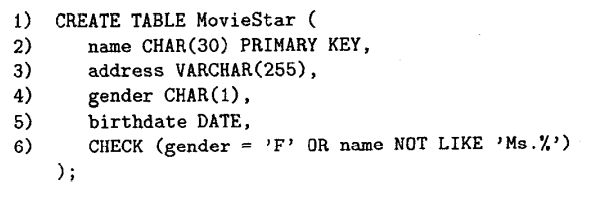 1) CREATE TABLE MovieStar (
2) name CHAR(30) PRIMARY KEY,
3) address VARCHAR(255),
4) gender CHAR(1),
5) birthdate DATE,
6) CHECK (gender = 'F' OR name NOT LIKE 'Ms.%')
);